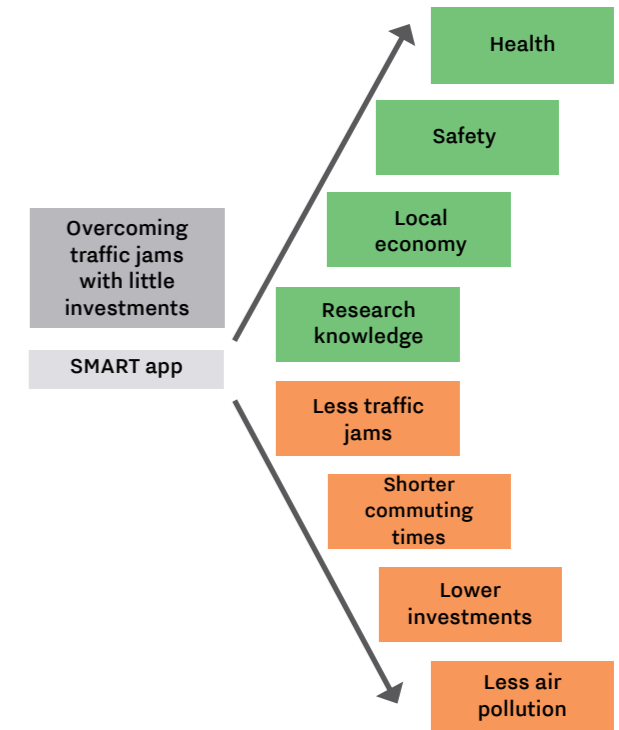 Health
Safety
Local
economy
Overcoming
traffic jams
with little
investments
Research
knowledge
SMART app
Less traffic
jams
Shorter
commuting
times
Lower
investments
Less air
pollution